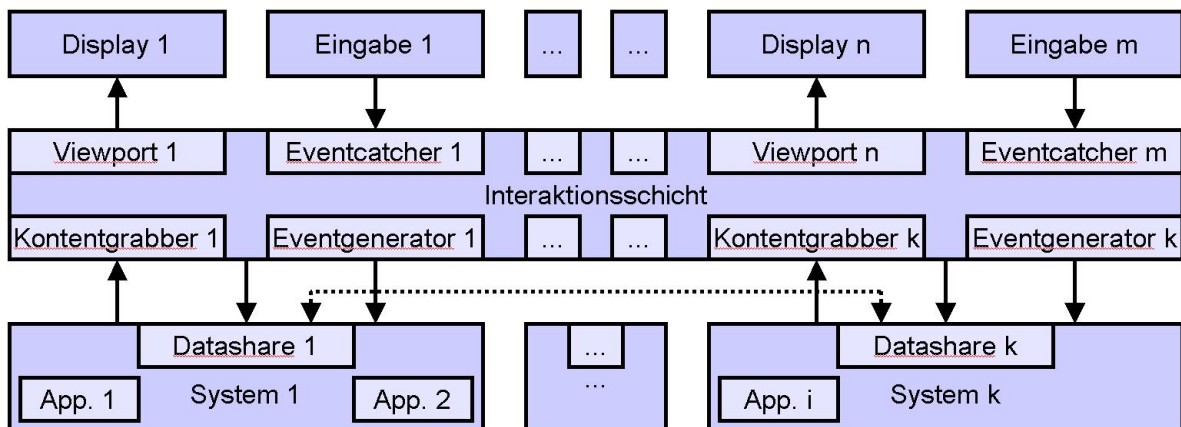 Display 1
Eingabe 1
...
...
Display n
Eingabe m
Viewport 1
Eventcatcher 1
...
...
Viewport n
Eventcatcher m
Interaktionsschicht
Kontentgrabber 1
Eventgenerator 1
...
...
Kontentgrabber k
Eventgenerator k
Datashare 1
...
Datashare k
System 1
...
System k
App. 1
App. 2
App. i